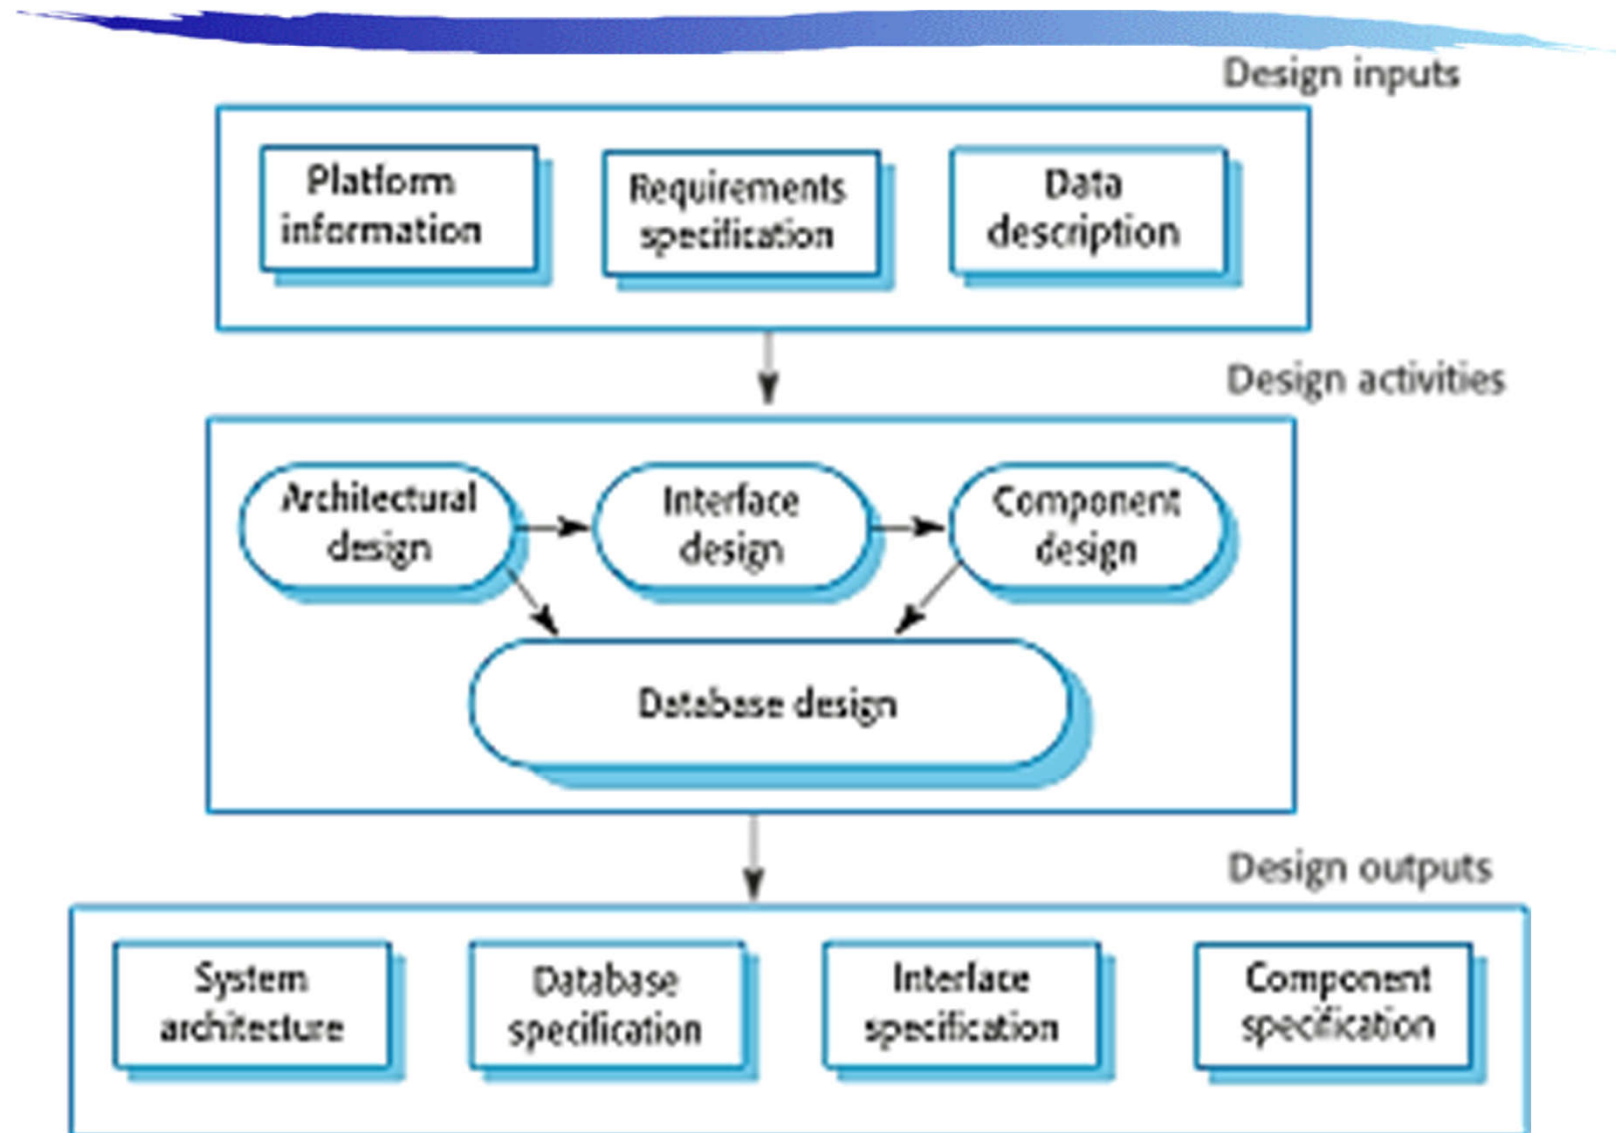 Design inputs
Platform
information
Requirements
specification
Data
description
Design activities
Architectural
design
Interface
design
Component
design
Database design
Design outputs
System
architecture
Database
specification
Interface
specification
Component
specification